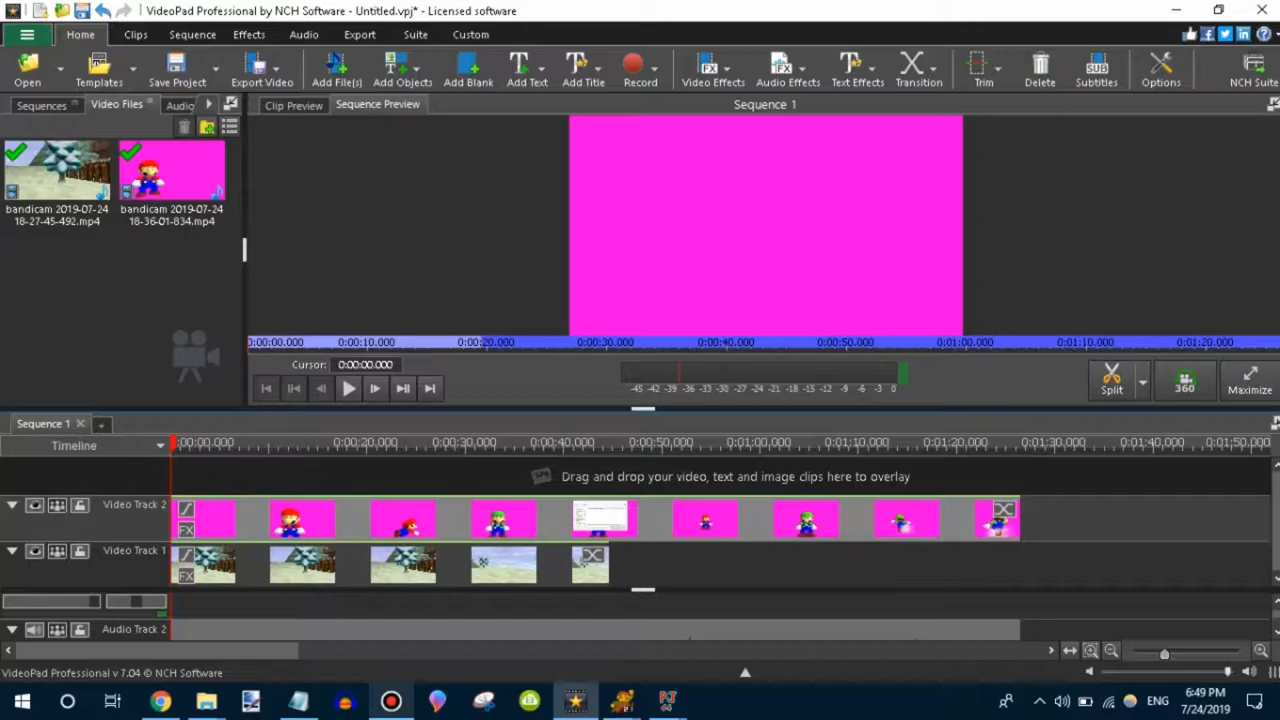 VideoPad Professional by NCH Software - Untitled.vpj* - Licensed software
Home Clips Sequence Effects Audio Export Suite Custom
Open Templates Save Project Export Video Add File(s) Add Objects Add Blank Add Text Add Title Record Video Effects Audio Effects Text Effects Transition Trim Delete Subtitles Options NCH Suite
Sequences Video Files Audio
Clip Preview Sequence Preview Sequence 1
bandicam 2019-07-24
18-27-45-492.mp4
bandicam 2019-07-24
18-36-01-834.mp4
0:00:00.000 0:00:10.000 0:00:20.000 0:00:30.000 0:00:40.000 0:00:50.000 0:01:00.000 0:01:10.000 0:01:20.000
Cursor: 0:00:00.000
-45 -42 -39 -36 -33 -30 -27 -24 -21 -18 -15 -12 -9 -6 -3 0
Split 360 Maximize
Sequence 1
Timeline
:00:00.000 0:00:20.000 0:00:30.000 0:00:40.000 0:00:50.000 0:01:00.000 0:01:10.000 0:01:20.000 0:01:30.000 0:01:40.000 0:01:50.000
Drag and drop your video, text and image clips here to overlay
Video Track 2
FX
Video Track 1
FX
Audio Track 2
VideoPad Professional v 7.04 © NCH Software
ENG
6:49 PM
7/24/2019